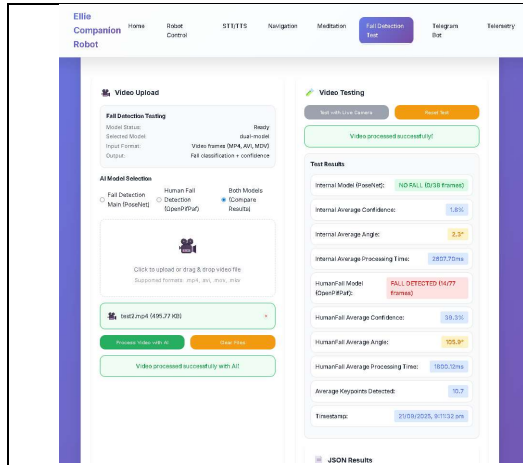 Ellie
Companion
Robot
Home
Robot
Control
STT/TTS
Navigation
Meditation
Fall Detection
Test
Telegram
Bot
Telemetry
Video Upload
Fall Detection Testing
Model Status: Ready
Selected Model: dual-model
Input Format: Video frames (MP4, AVI, MOV)
Output: Fall classification + confidence
AI Model Selection
Fall Detection
Main (PoseNet)
Human Fall
Detection
(OpenPifPaf)
Both Models
(Compare
Results)
Click to upload or drag & drop video file
Supported formats: .mp4, .avi, .mov, .mkv
text2.mp4 (495.77 KB)
Process Video with AI
Clear Files
Video processed successfully with AI!
Video Testing
Test with Live Camera
Reset Test
Video processed successfully!
Test Results
Internal Model (PoseNet): NO FALL (0/38 frames)
Internal Average Confidence: 1.8%
Internal Average Angle: 2.3°
Internal Average Processing Time: 2857.70ms
HumanFall Model
(OpenPifPaf):
FALL DETECTED (14/77
frames)
HumanFall Average Confidence: 39.3%
HumanFall Average Angle: 105.9°
HumanFall Average Processing Time: 1800.12ms
Average Keypoints Detected: 10.7
Timestamp: 21/09/2025, 9:11:32 pm
JSON Results